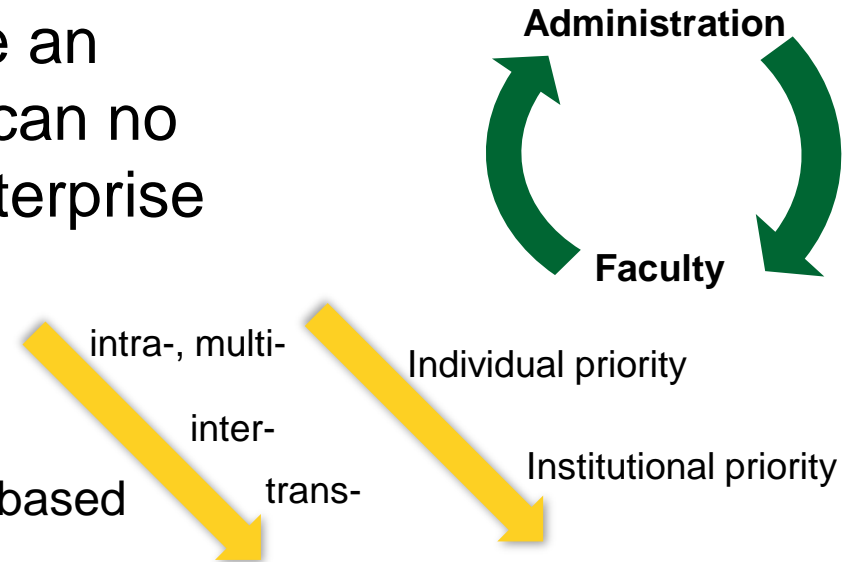 Administration
e an
can no
terprise
Faculty
intra-, multi-
Individual priority
inter-
Institutional priority
based
trans-